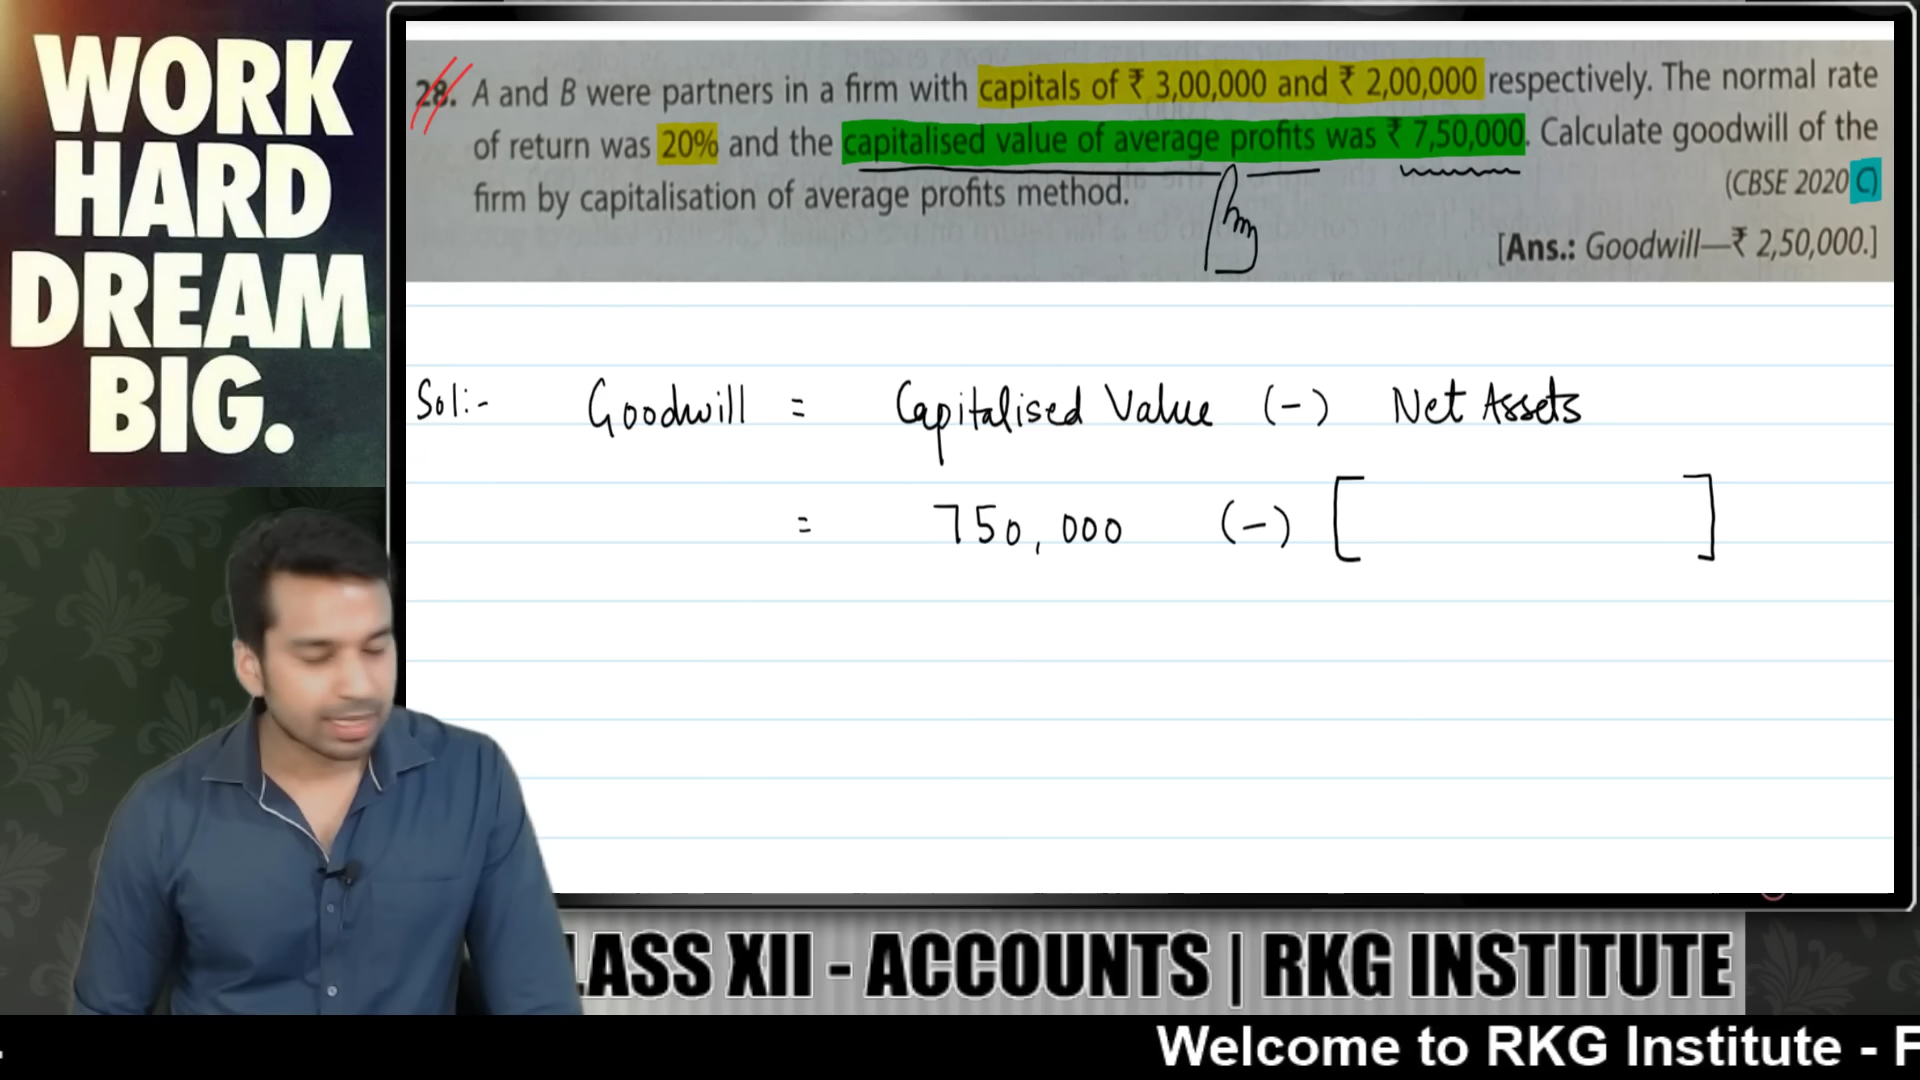 WORK
HARD
DREAM
BIG.
28. A and B were partners in a firm with capitals of ₹ 3,00,000 and ₹ 2,00,000 respectively. The normal rate
of return was 20% and the capitalised value of average profits was ₹ 7,50,000. Calculate goodwill of the
firm by capitalisation of average profits method. (CBSE 2020 C)
[Ans.: Goodwill—₹ 2,50,000.]
Sol:- Goodwill = Capitalised Value (-) Net Assets
= 750,000 (-) [ ]
LASS XII - ACCOUNTS | RKG INSTITUTE
Welcome to RKG Institute - F